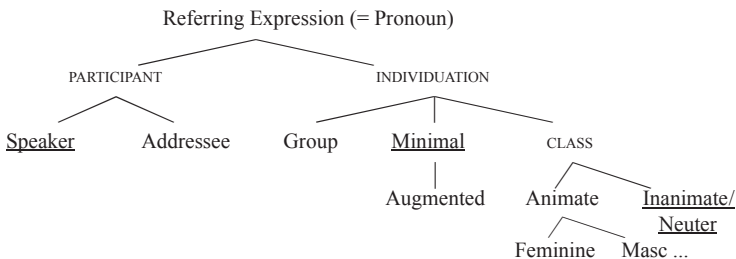 Referring Expression (= Pronoun)
PARTICIPANT INDIVIDUATION
Speaker Addressee Group Minimal CLASS
Augmented Animate Inanimate/
Neuter
Feminine Masc ...